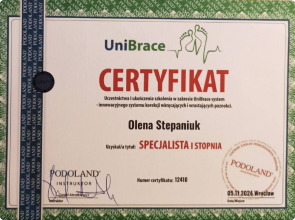 UniBrace
CERTYFIKAT
Uczestnictwa i ukończenia szkolenia w zakresie UniBrace system
- innowacyjnego systemu korekcji wkręcających i wrastających paznokci.
Olena Stepaniuk
Uzyskał/a tytuł: SPECJALISTA I STOPNIA
PODOLAND
INSTRUKTOR
Numer certyfikatu: 12410
PODOLAND
05.11.2024, Wrocław